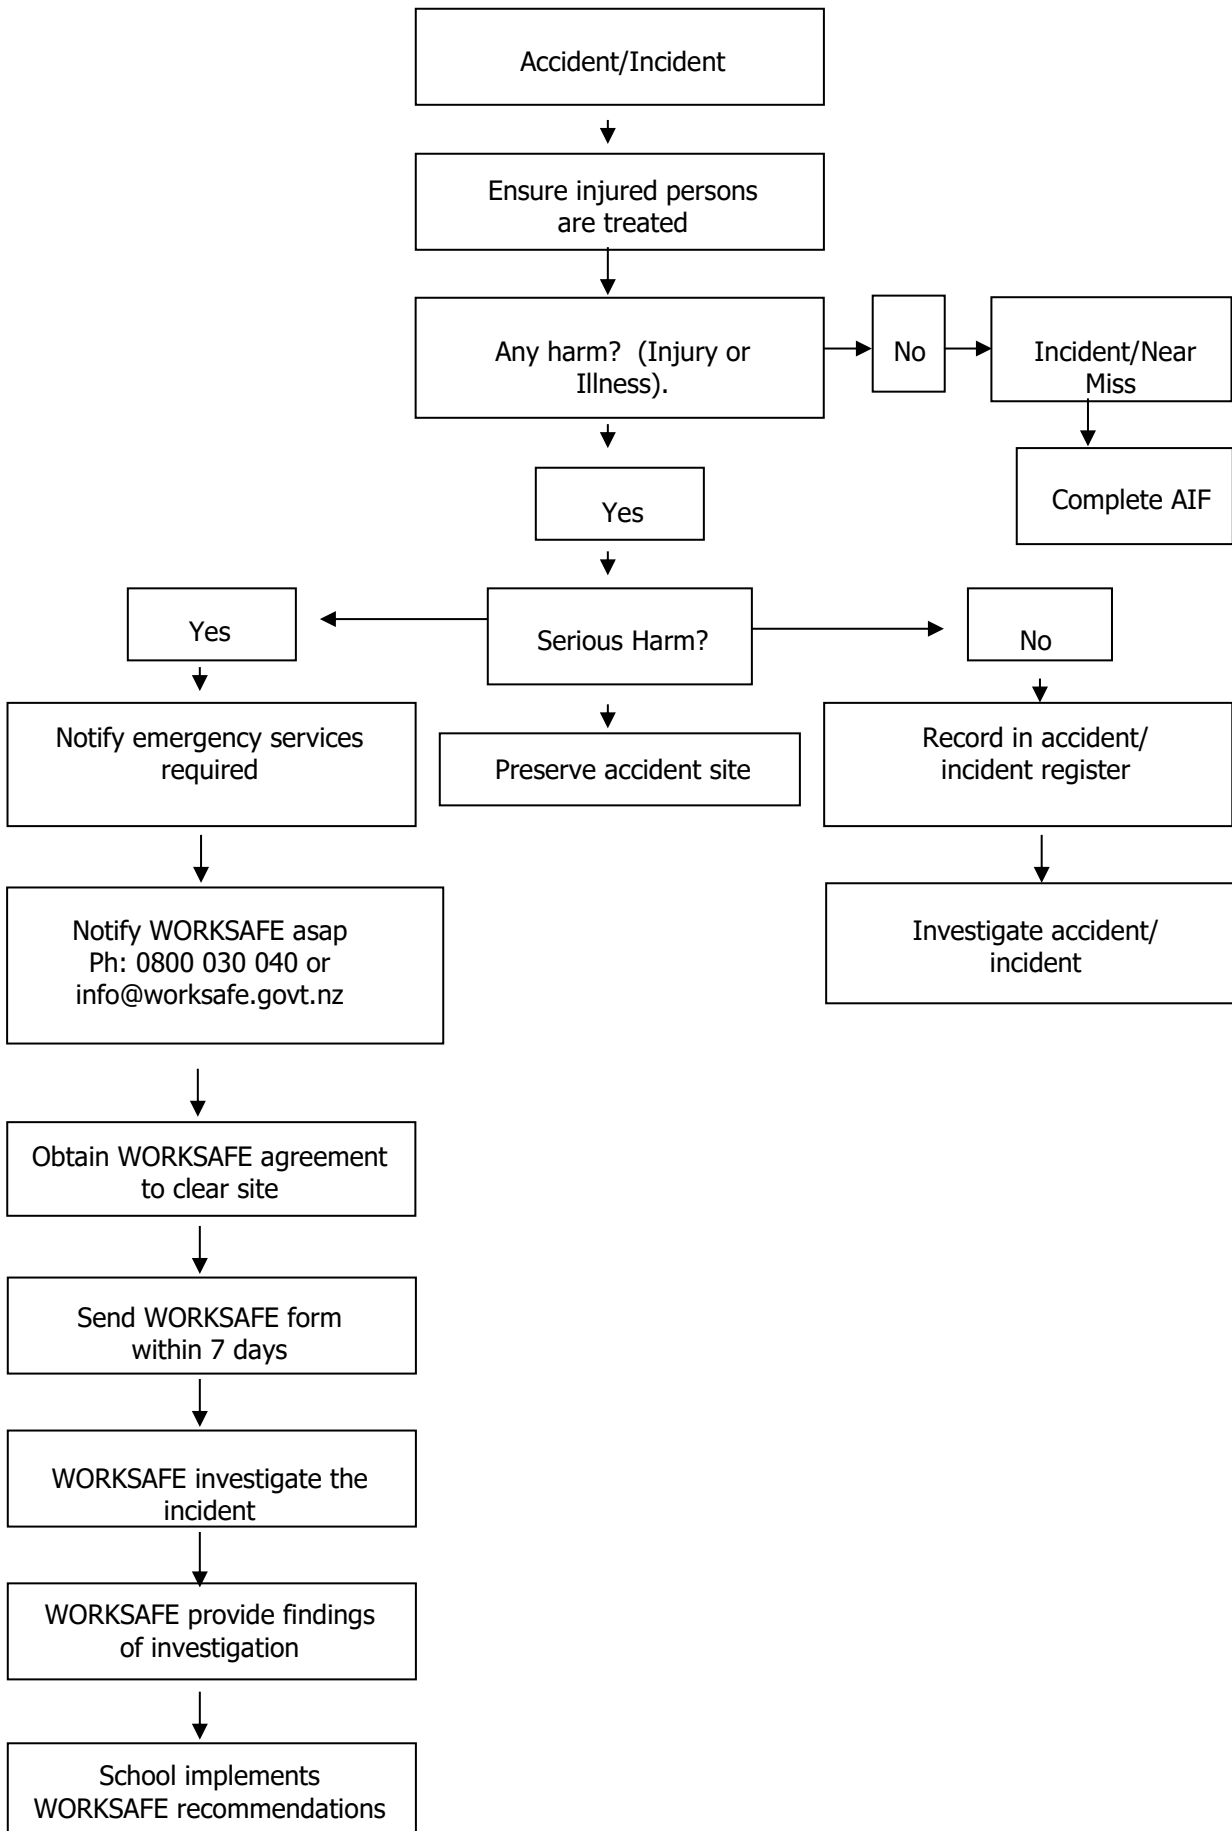 Accident/Incident
Ensure injured persons
are treated
Any harm?  (Injury or
Illness).
No
Incident/Near
Miss
Complete AIF
Yes
Yes
Serious Harm?
No
Notify emergency services
required
Preserve accident site
Record in accident/
incident register
Notify WORKSAFE asap
Ph: 0800 030 040 or
info@worksafe.govt.nz
Investigate accident/
incident
Obtain WORKSAFE agreement
to clear site
Send WORKSAFE form
within 7 days
WORKSAFE investigate the
incident
WORKSAFE provide findings
of investigation
School implements
WORKSAFE recommendations